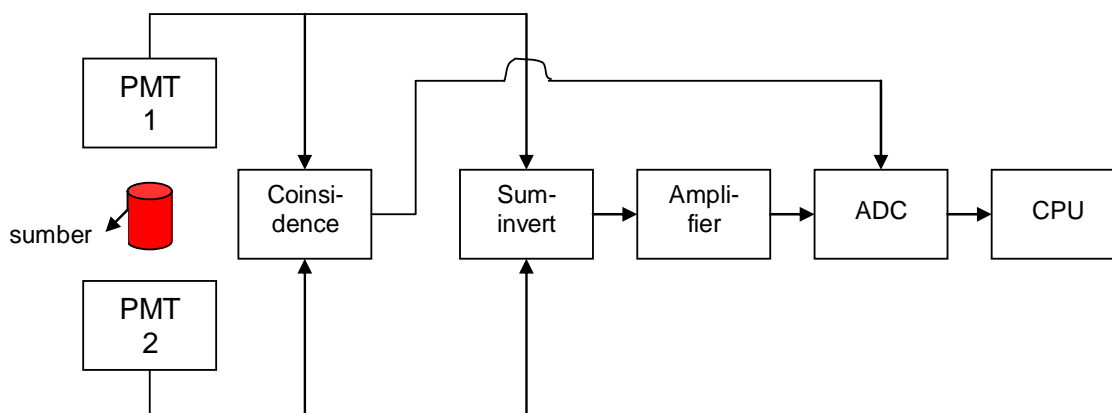 PMT
1
sumber
PMT
2
Coinsi-
dence
Sum-
invert
Ampli-
fier
ADC
CPU